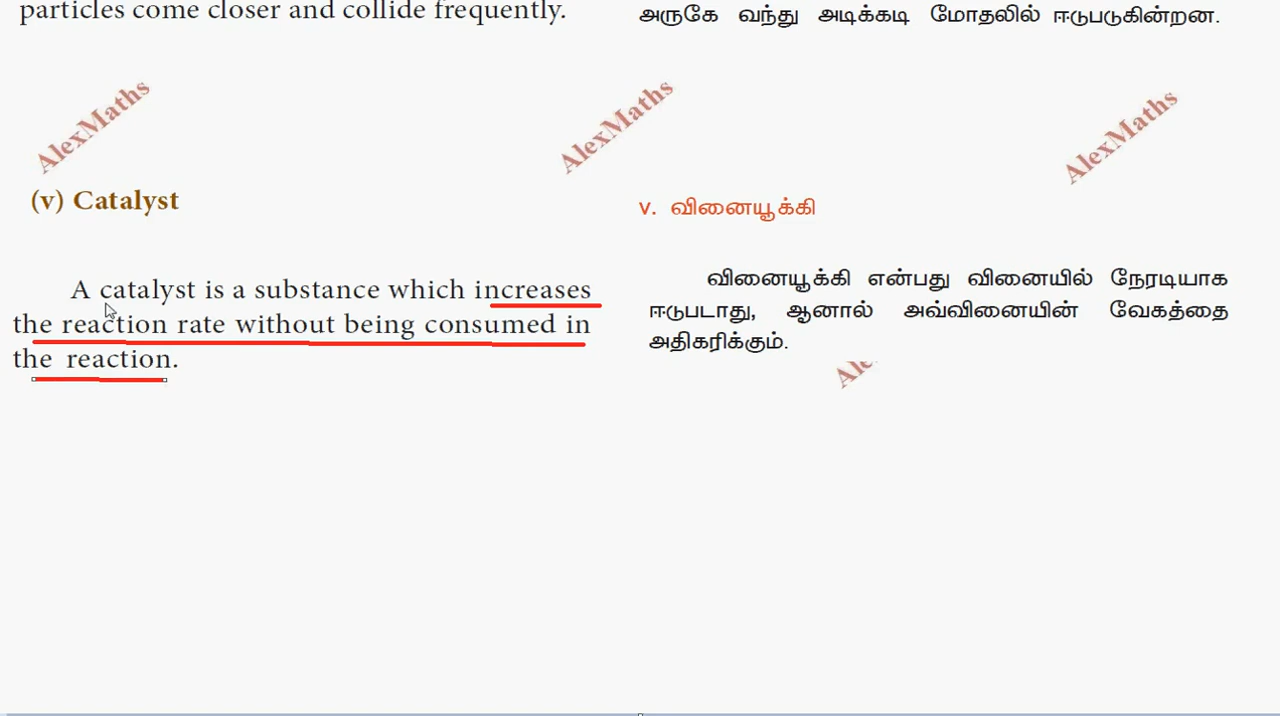 particles come closer and collide frequently.
அருகே வந்து அடிக்கடி மோதலில் ஈடுபடுகின்றன.
AlexMaths
AlexMaths
AlexMaths
(v) Catalyst
v. வினையூக்கி
A catalyst is a substance which increases
the reaction rate without being consumed in
the reaction.
வினையூக்கி என்பது வினையில் நேரடியாக
ஈடுபடாது, ஆனால் அவ்வினையின் வேகத்தை
அதிகரிக்கும்.